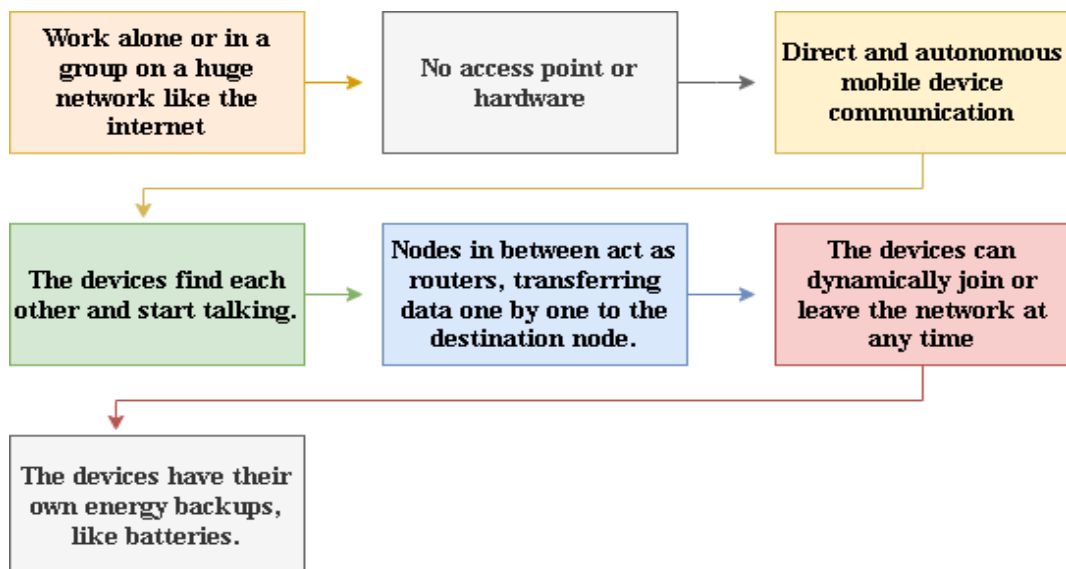 Work alone or in a
group on a huge
network like the
internet
No access point or
hardware
Direct and autonomous
mobile device
communication
The devices find each
other and start talking.
Nodes in between act as
routers, transferring
data one by one to the
destination node.
The devices can
dynamically join or
leave the network at
any time
The devices have their
own energy backups,
like batteries.